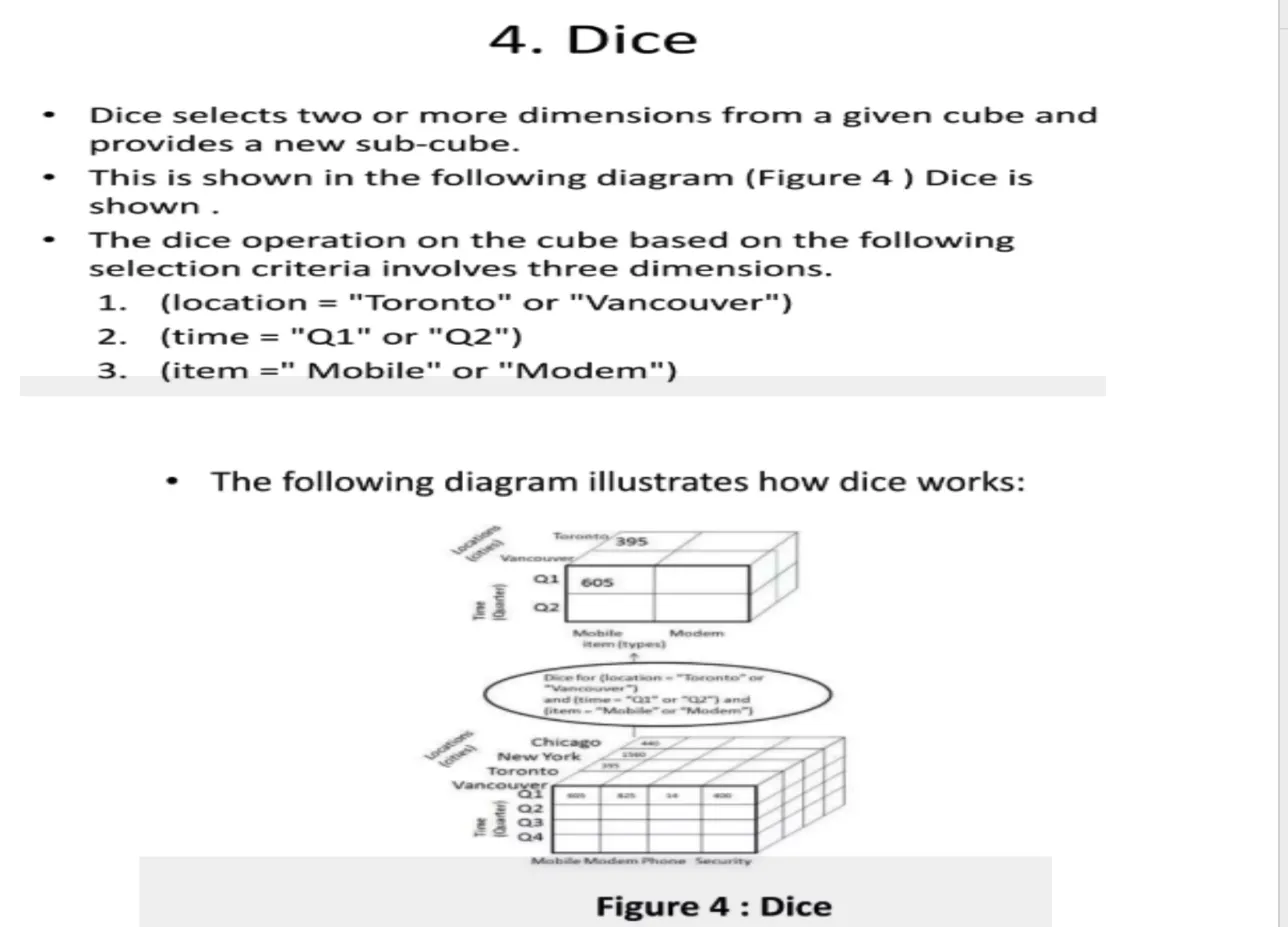 4. Dice
• Dice selects two or more dimensions from a given cube and
provides a new sub-cube.
• This is shown in the following diagram (Figure 4 ) Dice is
shown .
• The dice operation on the cube based on the following
selection criteria involves three dimensions.
1. (location = "Toronto" or "Vancouver")
2. (time = "Q1" or "Q2")
3. (item =" Mobile" or "Modem")
• The following diagram illustrates how dice works:
Locations
(cities)
Toronto 395
Vancouver
Q1 605
Q2
Time
(Quarter)
Mobile Modem
item (types)
Dice for (location = "Toronto" or
"Vancouver")
and (time = "Q1" or "Q2") and
(item = "Mobile" or "Modem")
Locations
(cities)
Chicago 440
New York 1560
Toronto 395
Vancouver
Q1 605 825 14 400
Q2
Q3
Q4
Time
(Quarter)
Mobile Modem Phone Security
Figure 4 : Dice